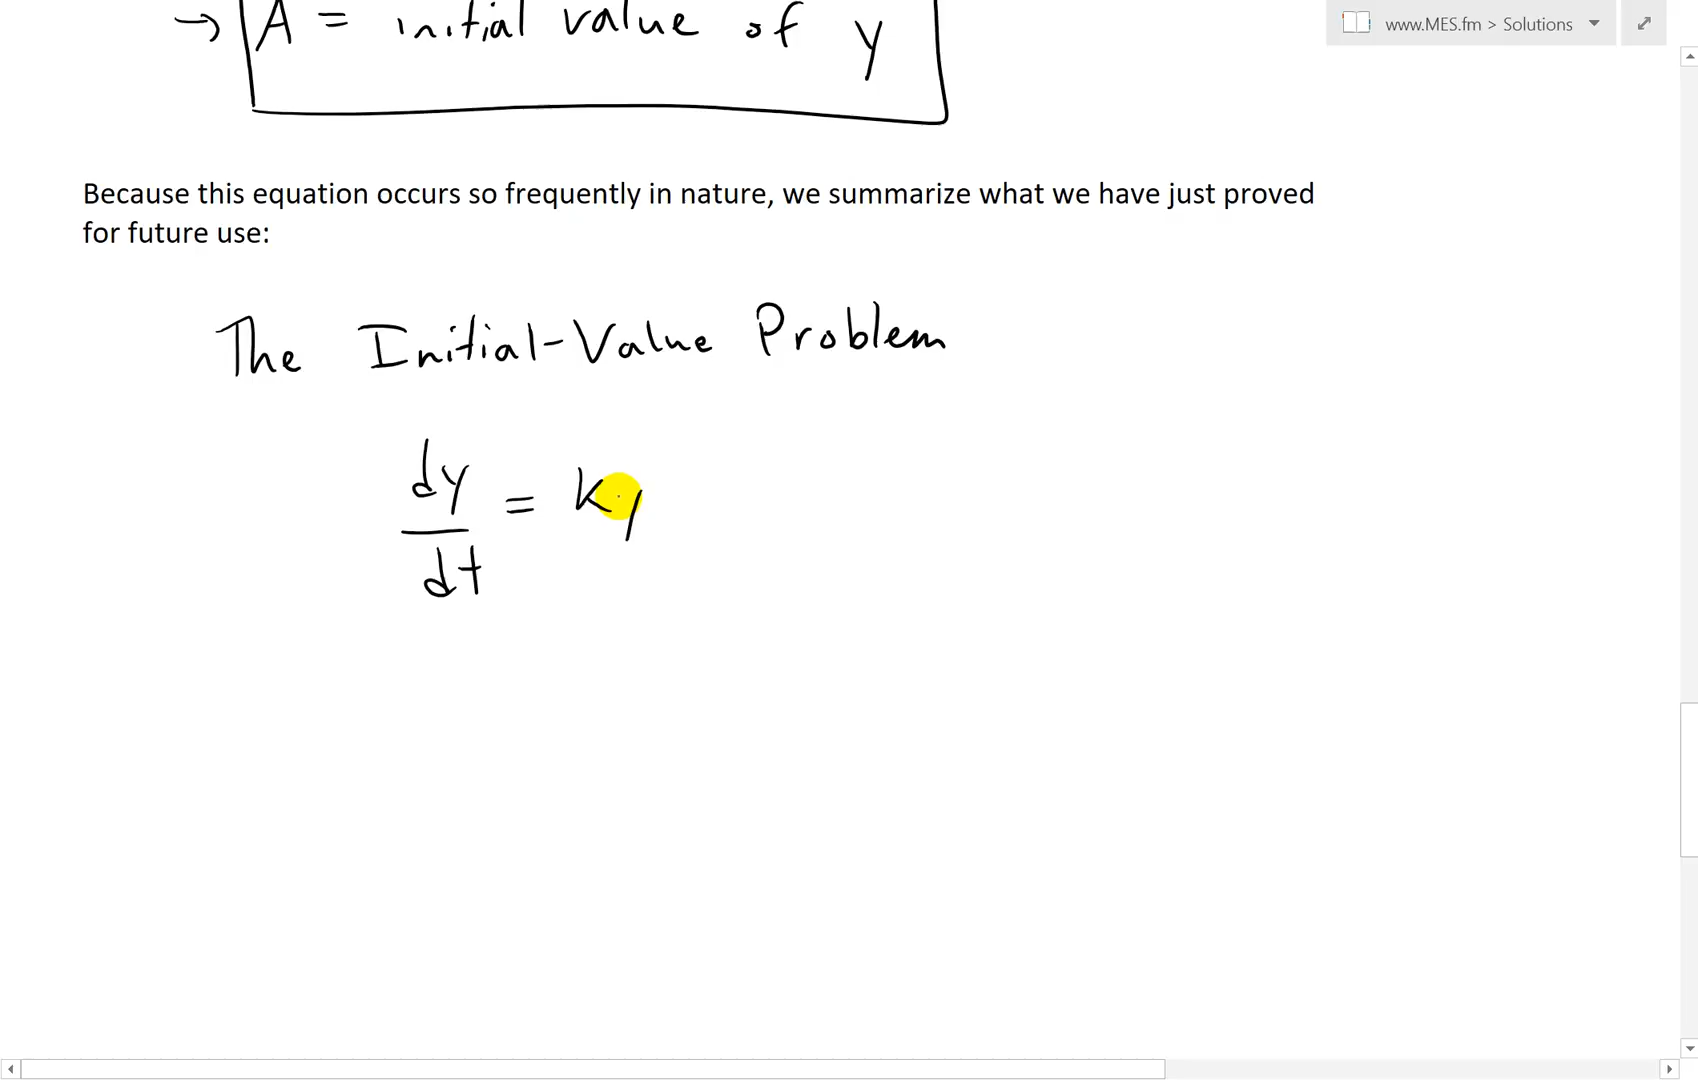 www.MES.fm > Solutions
→ A = initial value of y
Because this equation occurs so frequently in nature, we summarize what we have just proved
for future use:
The Initial-Value Problem
dy
= ky
dt